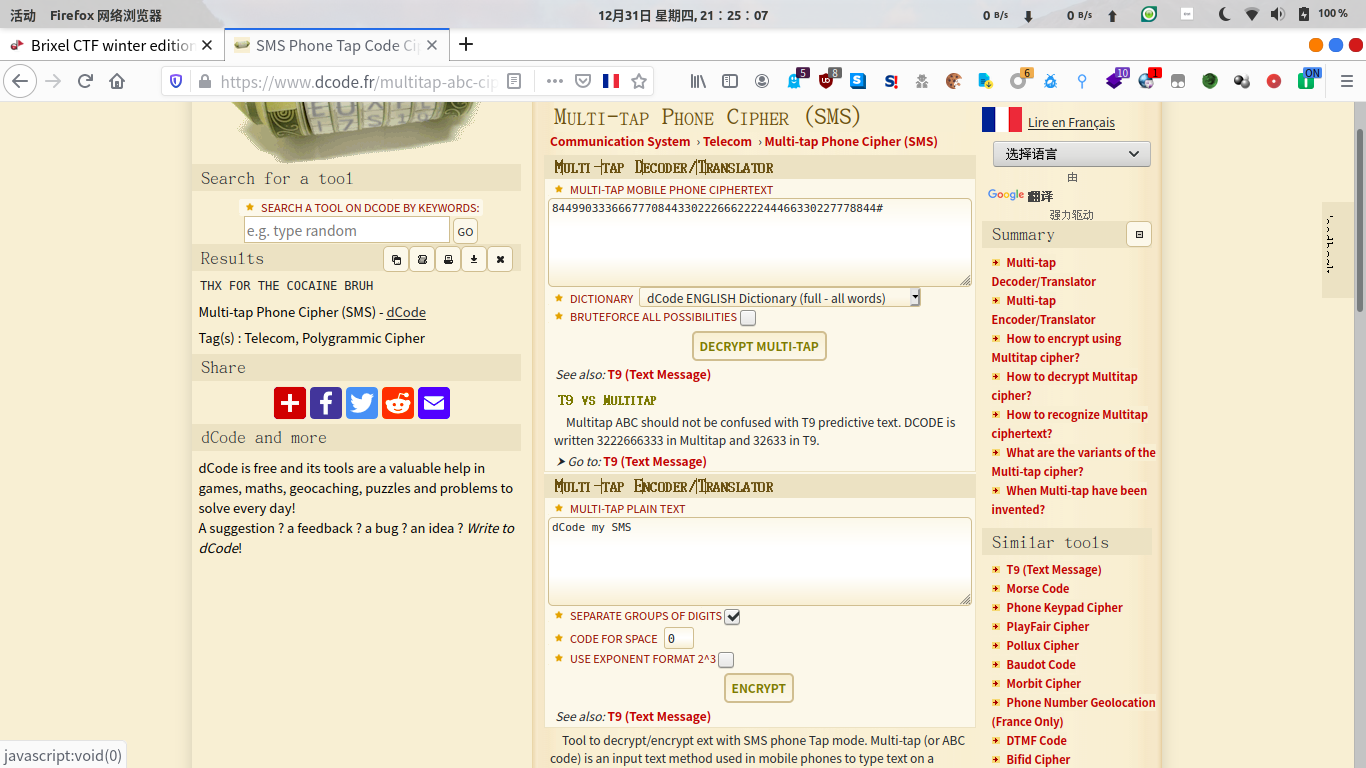 活动 Firefox 网络浏览器
12月31日 星期四, 21：25：07
0 B/s 0 B/s 100 %
Brixel CTF winter edition
SMS Phone Tap Code Ci
https://www.dcode.fr/multitap-abc-cip
5 8 6 10 1 ON
Search for a tool
SEARCH A TOOL ON DCODE BY KEYWORDS:
e.g. type random GO
Results
THX FOR THE COCAINE BRUH
Multi-tap Phone Cipher (SMS) - dCode
Tag(s) : Telecom, Polygrammic Cipher
Share
dCode and more
dCode is free and its tools are a valuable help in
games, maths, geocaching, puzzles and problems to
solve every day!
A suggestion ? a feedback ? a bug ? an idea ? Write to
dCode!
MULTI-TAP PHONE CIPHER (SMS)
Communication System › Telecom › Multi-tap Phone Cipher (SMS)
MULTI-TAP DECODER/TRANSLATOR
MULTI-TAP MOBILE PHONE CIPHERTEXT
DICTIONARY dCode ENGLISH Dictionary (full - all words)
BRUTEFORCE ALL POSSIBILITIES
DECRYPT MULTI-TAP
See also: T9 (Text Message)
T9 VS MULTITAP
Multitap ABC should not be confused with T9 predictive text. DCODE is
written 3222666333 in Multitap and 32633 in T9.
➤ Go to: T9 (Text Message)
MULTI-TAP ENCODER/TRANSLATOR
MULTI-TAP PLAIN TEXT
dCode my SMS
SEPARATE GROUPS OF DIGITS
CODE FOR SPACE 0
USE EXPONENT FORMAT 2^3
ENCRYPT
See also: T9 (Text Message)
Tool to decrypt/encrypt ext with SMS phone Tap mode. Multi-tap (or ABC
code) is an input text method used in mobile phones to type text on a
Lire en Français
选择语言
由
Google 翻译
强力驱动
Summary
Multi-tap
Decoder/Translator
Multi-tap
Encoder/Translator
How to encrypt using
Multitap cipher?
How to decrypt Multitap
cipher?
How to recognize Multitap
ciphertext?
What are the variants of the
Multi-tap cipher?
When Multi-tap have been
invented?
Similar tools
T9 (Text Message)
Morse Code
Phone Keypad Cipher
PlayFair Cipher
Pollux Cipher
Baudot Code
Morbit Cipher
Phone Number Geolocation
(France Only)
DTMF Code
Bifid Cipher
javascript:void(0)